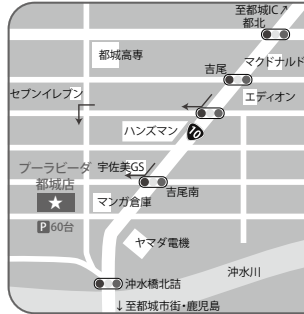 至都城IC↗
都北
都城高専
マクドナルド
吉尾
セブンイレブン
エディオン
ハンズマン
10
プーラビーダ
都城店
宇佐美GS
★
吉尾南
マンガ倉庫
P60台
ヤマダ電機
沖水川
沖水橋北詰
↓至都城市街・鹿児島